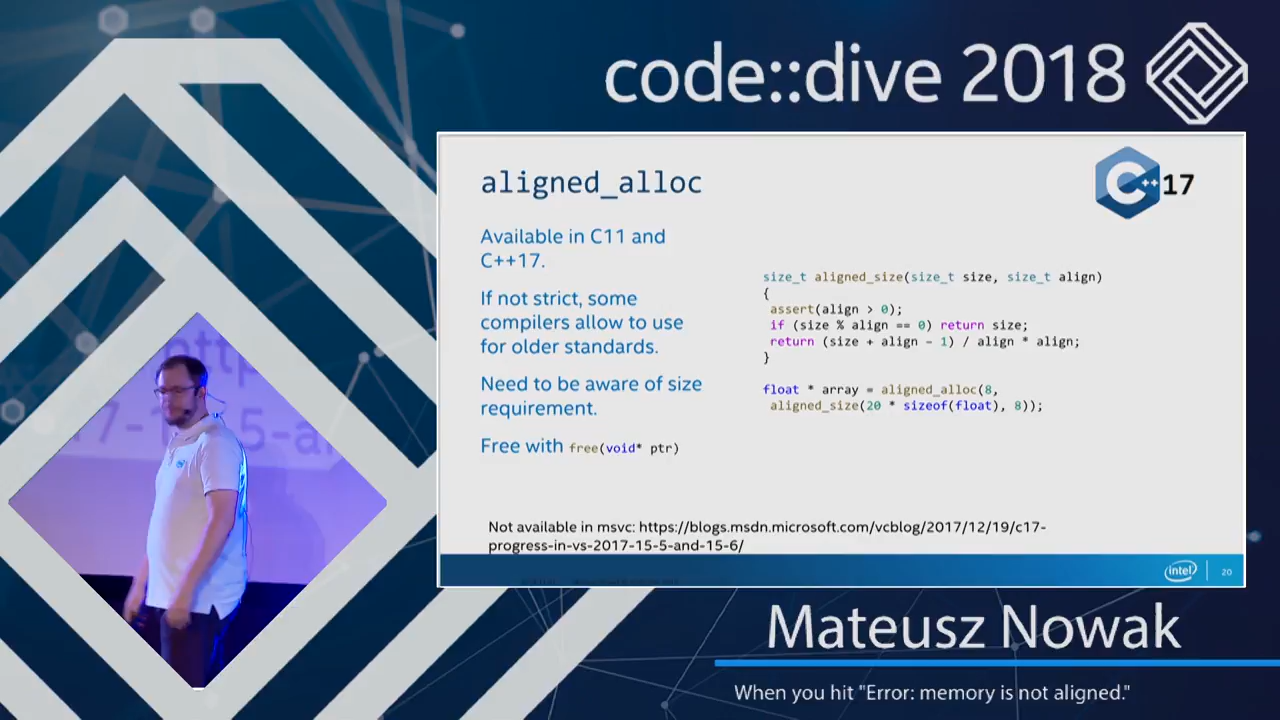 code::dive 2018
aligned_alloc
C++ 17
Available in C11 and
C++17.
If not strict, some
compilers allow to use
for older standards.
Need to be aware of size
requirement.
Free with free(void* ptr)
size_t aligned_size(size_t size, size_t align)
{
assert(align > 0);
if (size % align == 0) return size;
return (size + align - 1) / align * align;
}
float * array = aligned_alloc(8,
aligned_size(20 * sizeof(float), 8));
Not available in msvc: https://blogs.msdn.microsoft.com/vcblog/2017/12/19/c17-
progress-in-vs-2017-15-5-and-15-6/
intel
20
http
17-15-5-an
Mateusz Nowak
When you hit "Error: memory is not aligned."